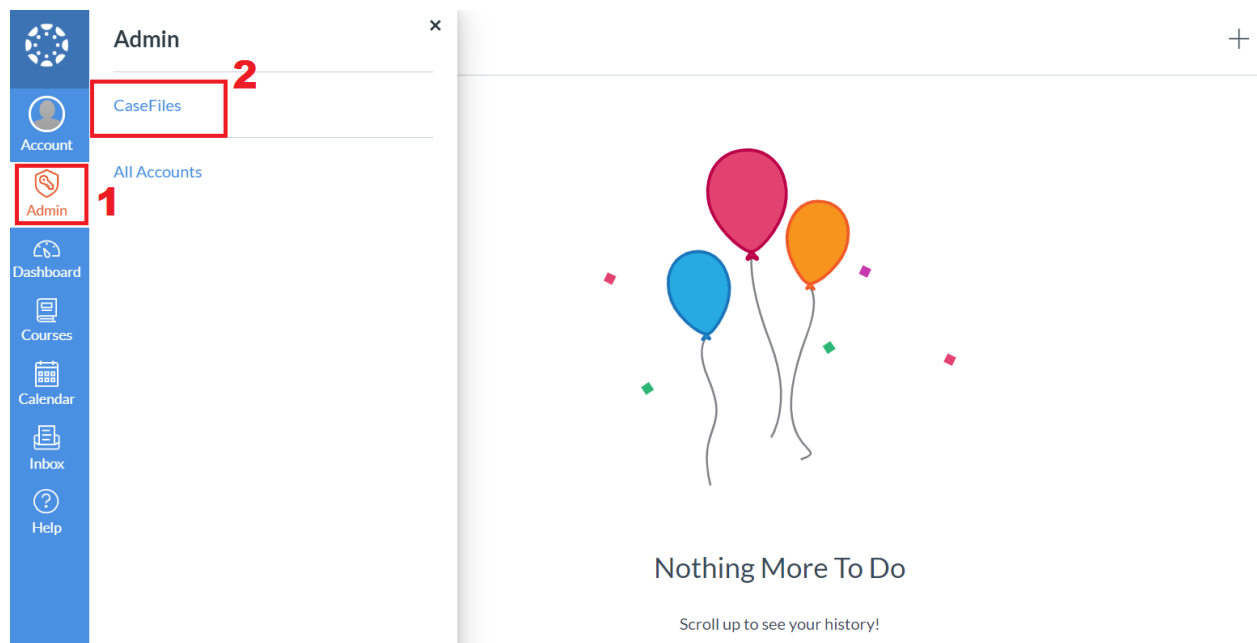 Admin
×
2
CaseFiles
All Accounts
Account
Admin
1
Dashboard
Courses
Calendar
Inbox
Help
Nothing More To Do
Scroll up to see your history!